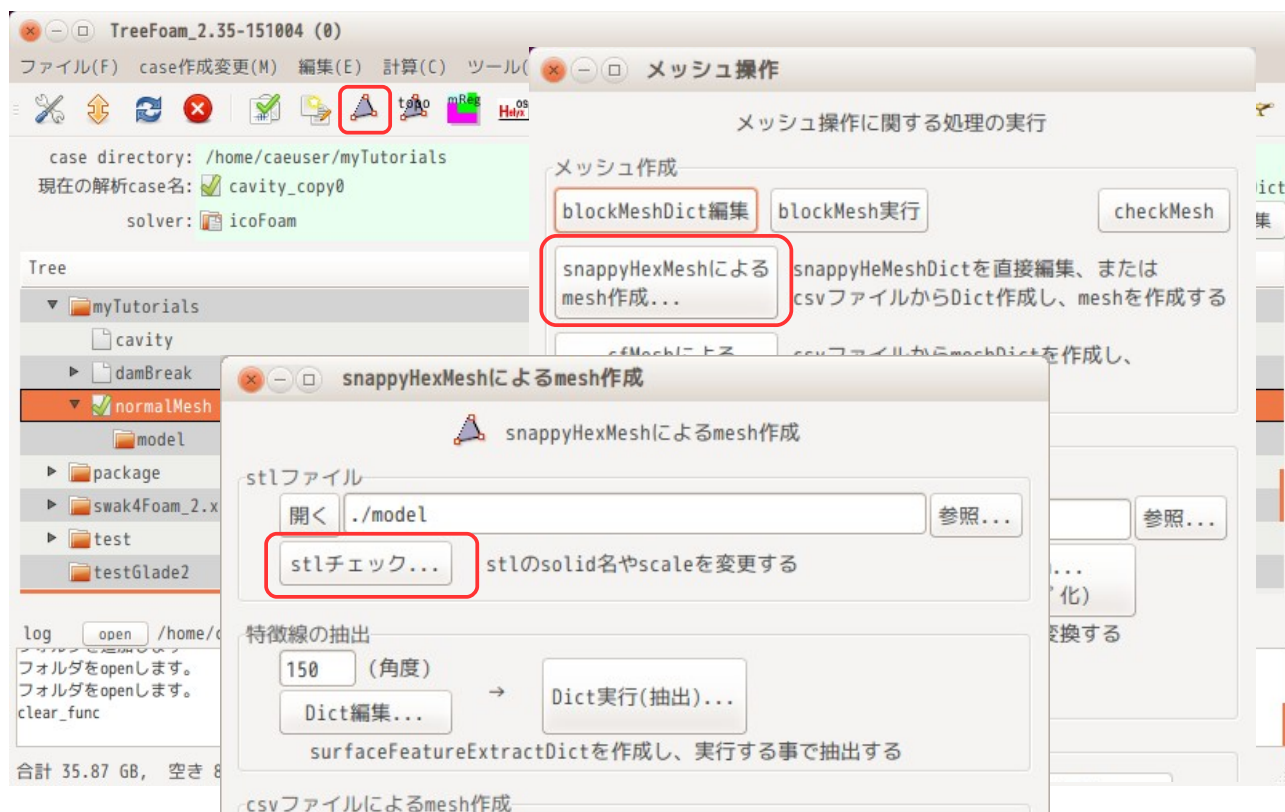 TreeFoam_2.35-151004 (0)
ファイル(F) case作成変更(M) 編集(E) 計算(C) ツール(
topo mReg
case directory: /home/caeuser/myTutorials
現在の解析case名: cavity_copy0
solver: icoFoam
Tree
myTutorials
cavity
damBreak
normalMesh
model
package
swak4Foam_2.x
test
testGlade2
log open /home/c
フォルダをopenします。
フォルダをopenします。
clear_func
合計 35.87 GB, 空き 8
メッシュ操作
メッシュ操作に関する処理の実行
メッシュ作成
blockMeshDict編集 blockMesh実行 checkMesh
snappyHexMeshによる
mesh作成...
snappyHeMeshDictを直接編集、または
csvファイルからDict作成し、meshを作成する
cfMeshによる csvファイルからmeshDictを作成し、
参照...
...
化)
変換する
ict
集
snappyHexMeshによるmesh作成
snappyHexMeshによるmesh作成
stlファイル
開く ./model 参照...
stlチェック... stlのsolid名やscaleを変更する
特徴線の抽出
150 (角度)
→
Dict編集...
Dict実行(抽出)...
surfaceFeatureExtractDictを作成し、実行する事で抽出する
csvファイルによるmesh作成